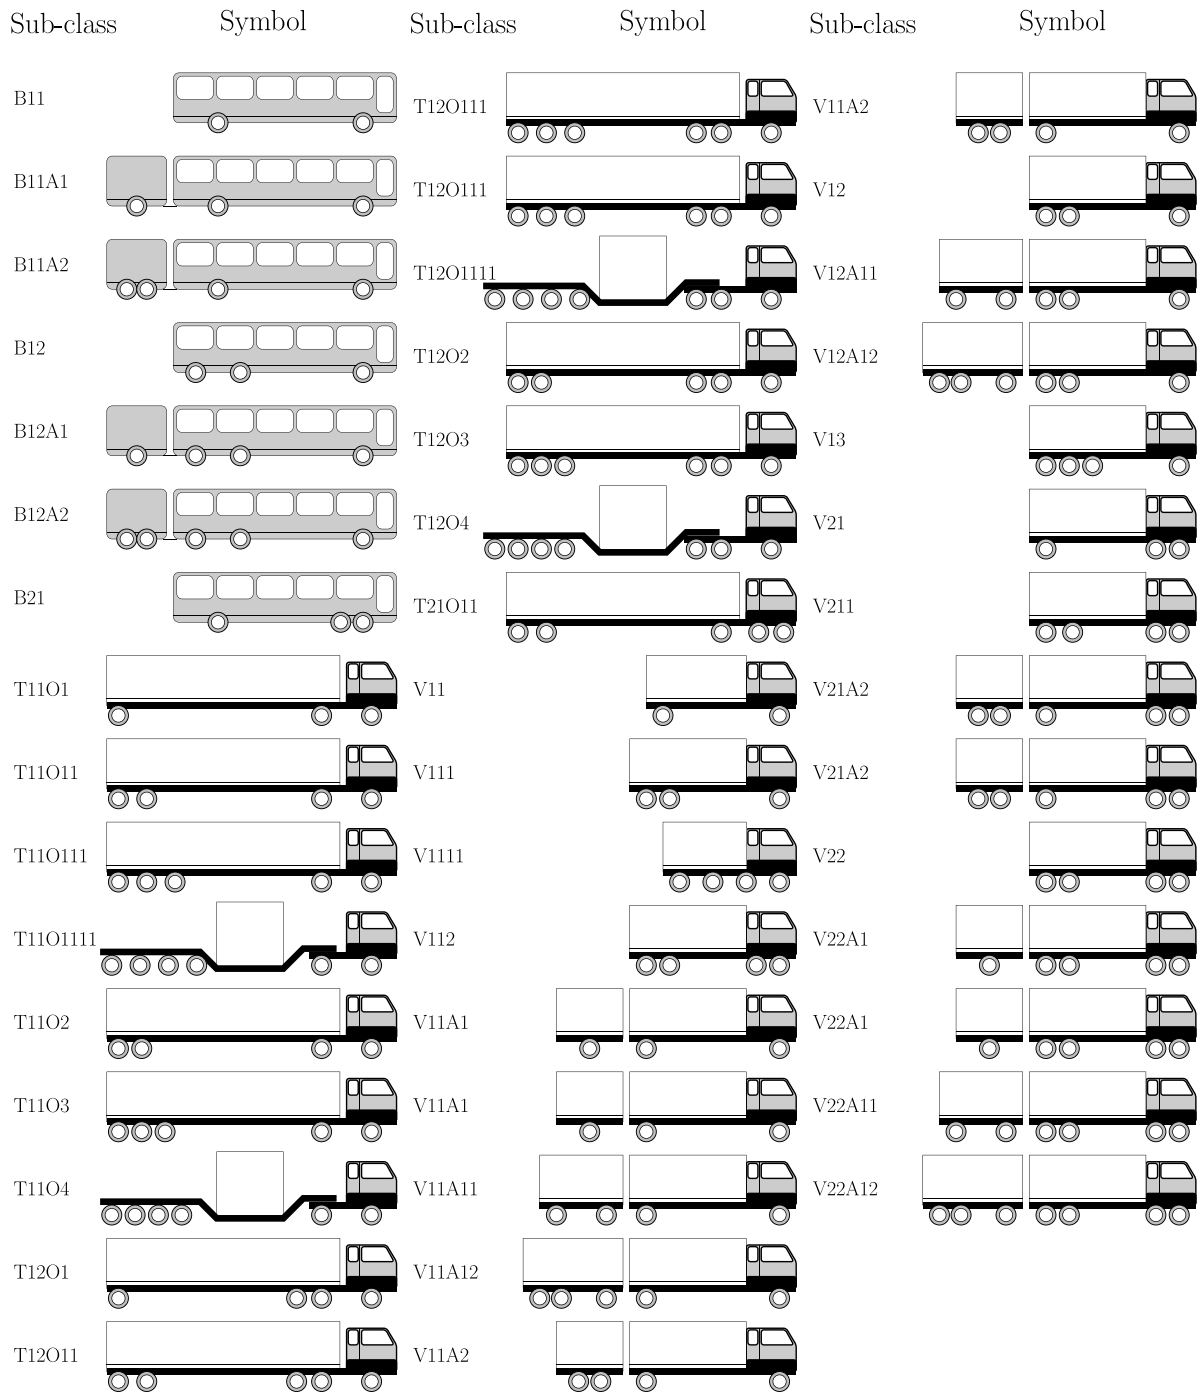 Sub-class Symbol Sub-class Symbol Sub-class Symbol
B11 T12O111 V11A2
B11A1 T12O111 V12
B11A2 T12O1111 V12A11
B12 T12O2 V12A12
B12A1 T12O3 V13
B12A2 T12O4 V21
B21 T21O11 V211
T11O1 V11 V21A2
T11O11 V111 V21A2
T11O111 V1111 V22
T11O1111 V112 V22A1
T11O2 V11A1 V22A1
T11O3 V11A1 V22A11
T11O4 V11A11 V22A12
T12O1 V11A12
T12O11 V11A2